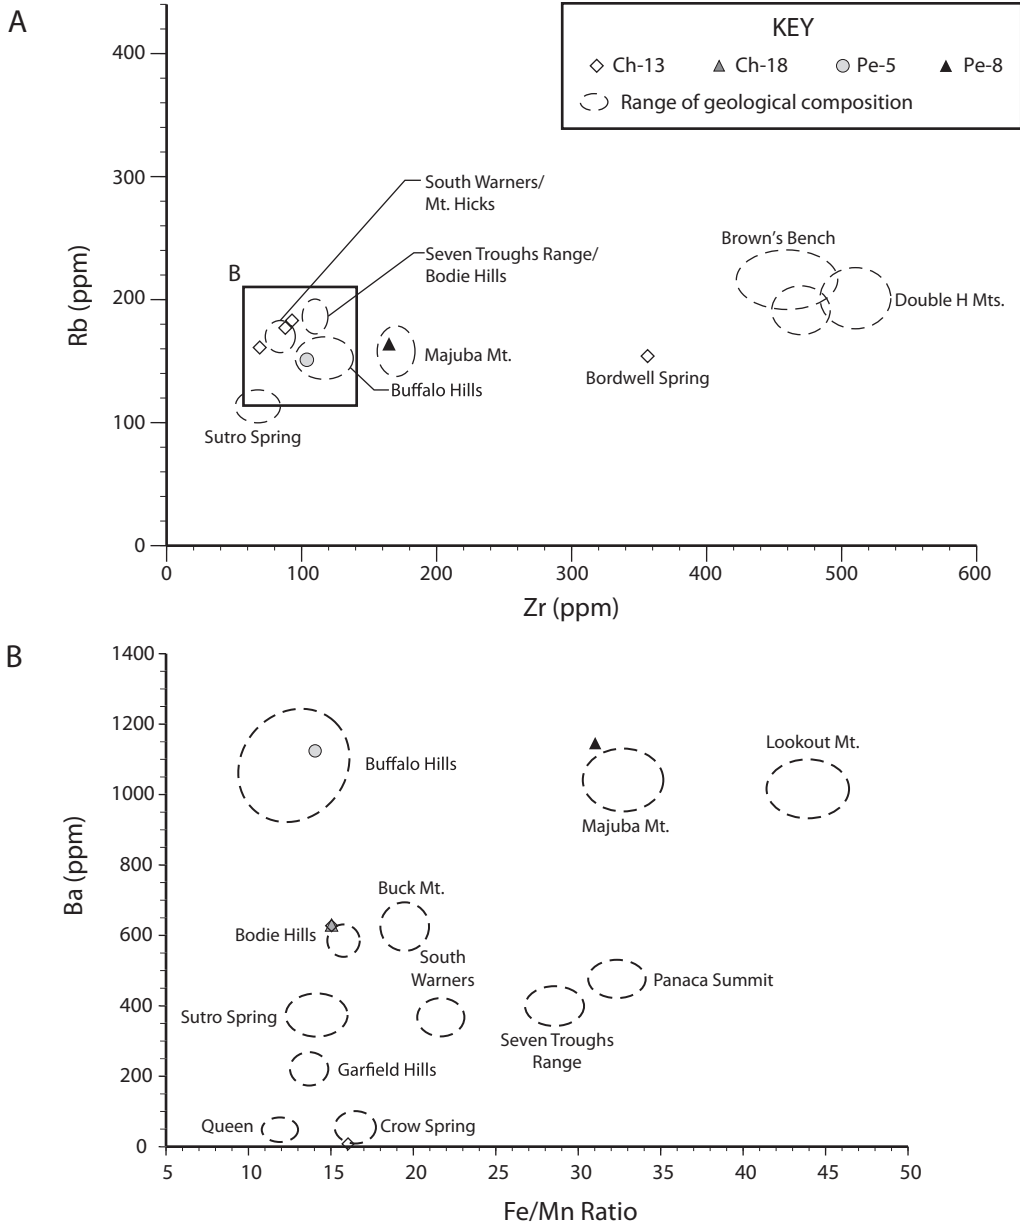 A
KEY
Ch-13 Ch-18 Pe-5 Pe-8
Range of geological composition
400
300
200
100
0
Rb (ppm)
South Warners/
Mt. Hicks
Seven Troughs Range/
Bodie Hills
B
Brown's Bench
Double H Mts.
Majuba Mt.
Bordwell Spring
Buffalo Hills
Sutro Spring
0 100 200 300 400 500 600
Zr (ppm)
B
1400
1200
1000
800
600
400
200
0
Ba (ppm)
Lookout Mt.
Buffalo Hills
Majuba Mt.
Buck Mt.
Bodie Hills
South
Warners
Panaca Summit
Sutro Spring
Seven Troughs
Range
Garfield Hills
Queen
Crow Spring
5 10 15 20 25 30 35 40 45 50
Fe/Mn Ratio